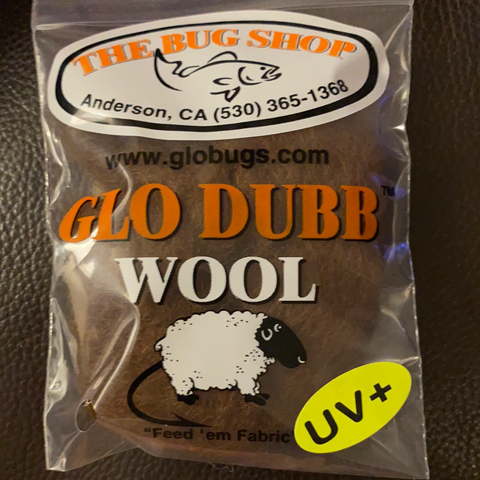 THE BUG SHOP
Anderson, CA (530) 365-1368
www.globugs.com
GLO DUBB™
WOOL
"Feed 'em Fabric"
UV+